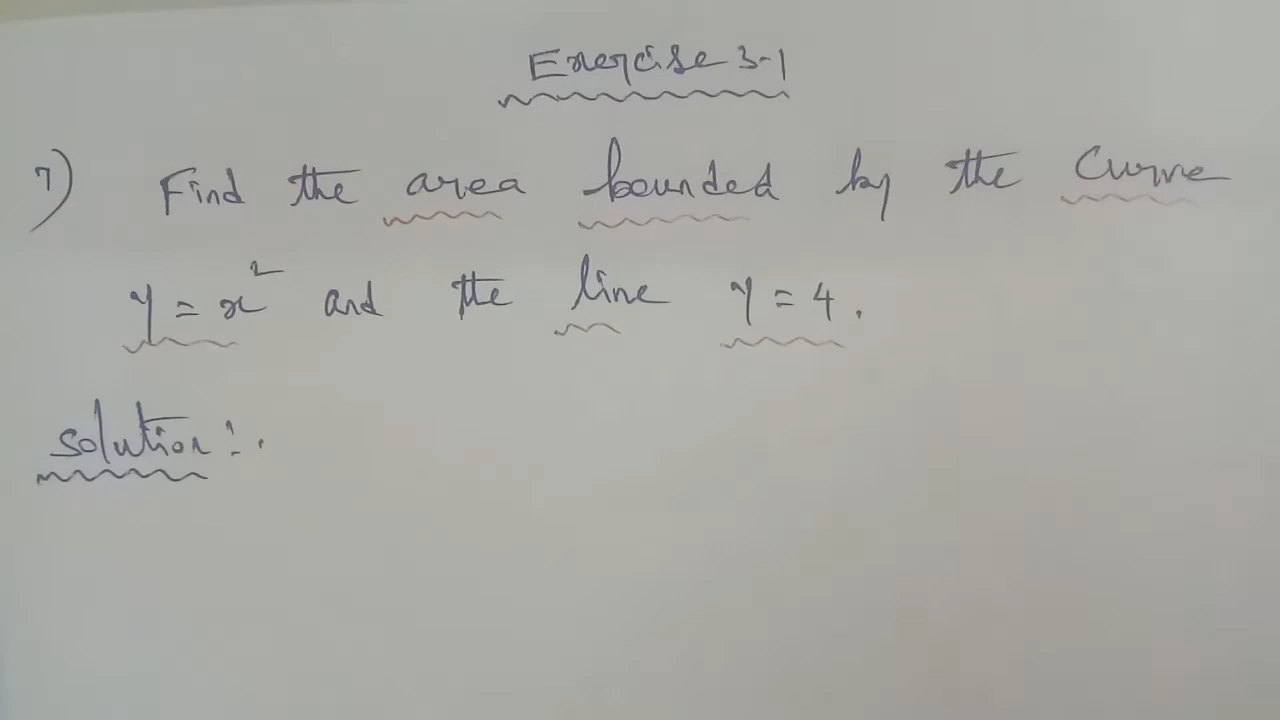 Exercise 3-1
7) Find the area bounded by the curve
y = x² and the line y = 4.
Solution:.